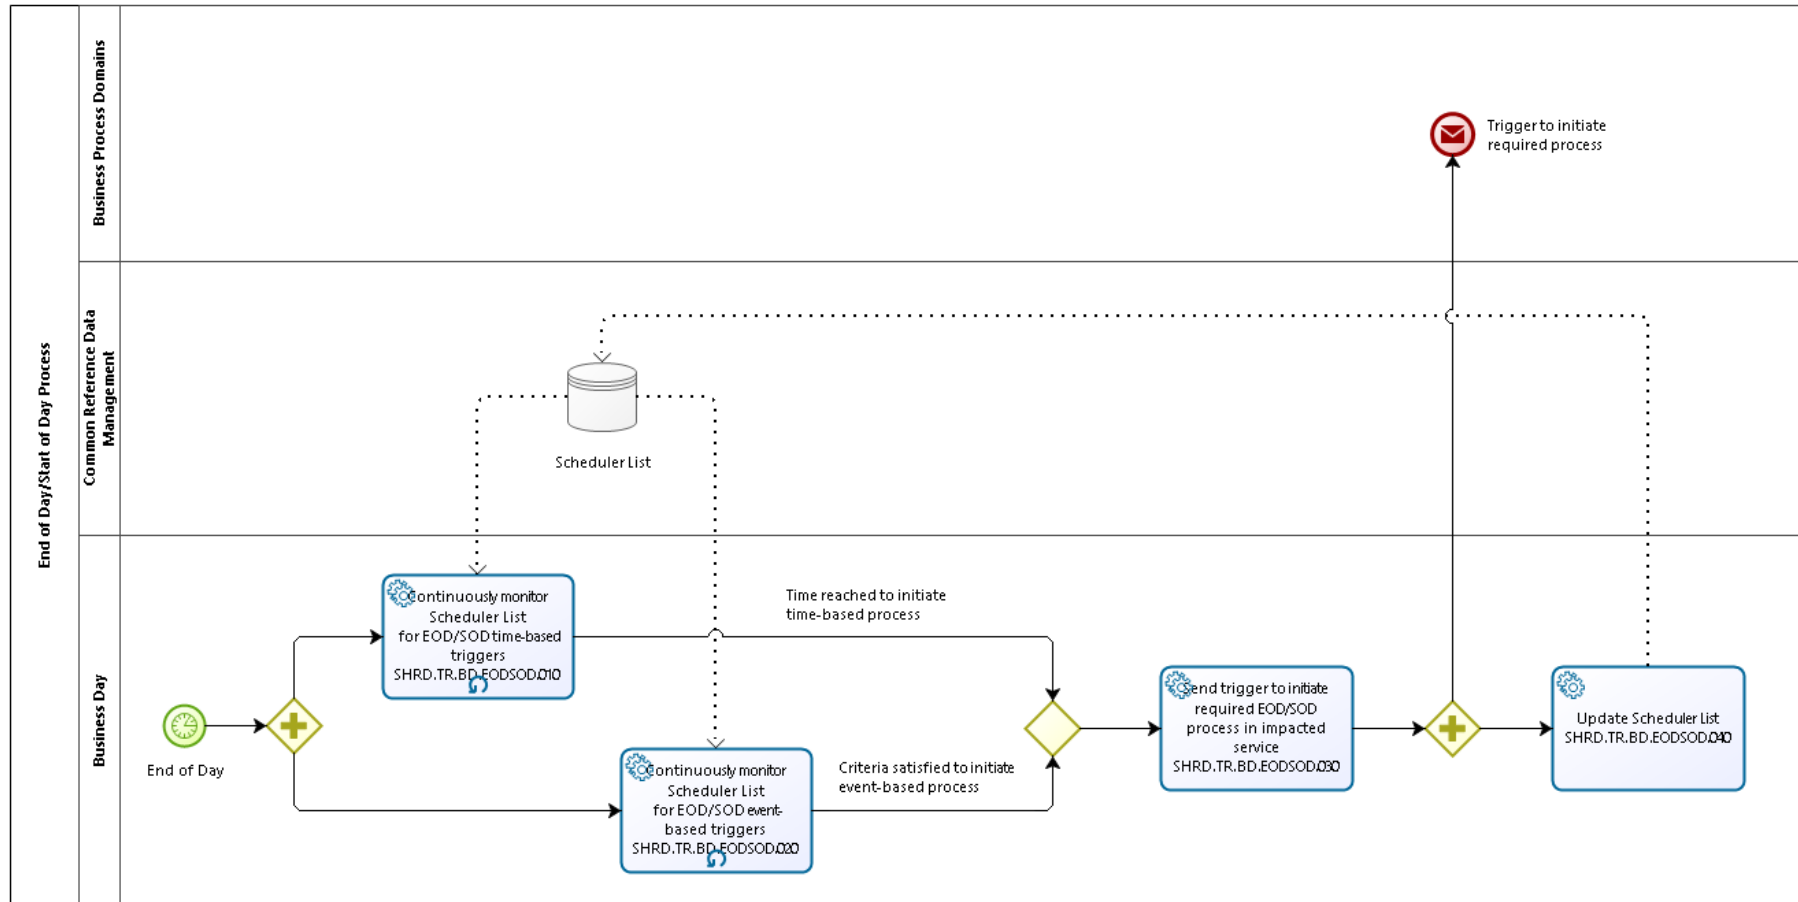 End of Day/Start of Day Process
Business Process Domains
Trigger to initiate
required process
Common Reference Data
Management
Scheduler List
Business Day
End of Day
Continuously monitor
Scheduler List
for EOD/SOD time-based
triggers
SHRD.TR.BD.EODSOD.010
Time reached to initiate
time-based process
Continuously monitor
Scheduler List
for EOD/SOD event-
based triggers
SHRD.TR.BD.EODSOD.020
Criteria satisfied to initiate
event-based process
Send trigger to initiate
required EOD/SOD
process in impacted
service
SHRD.TR.BD.EODSOD.030
Update Scheduler List
SHRD.TR.BD.EODSOD.040